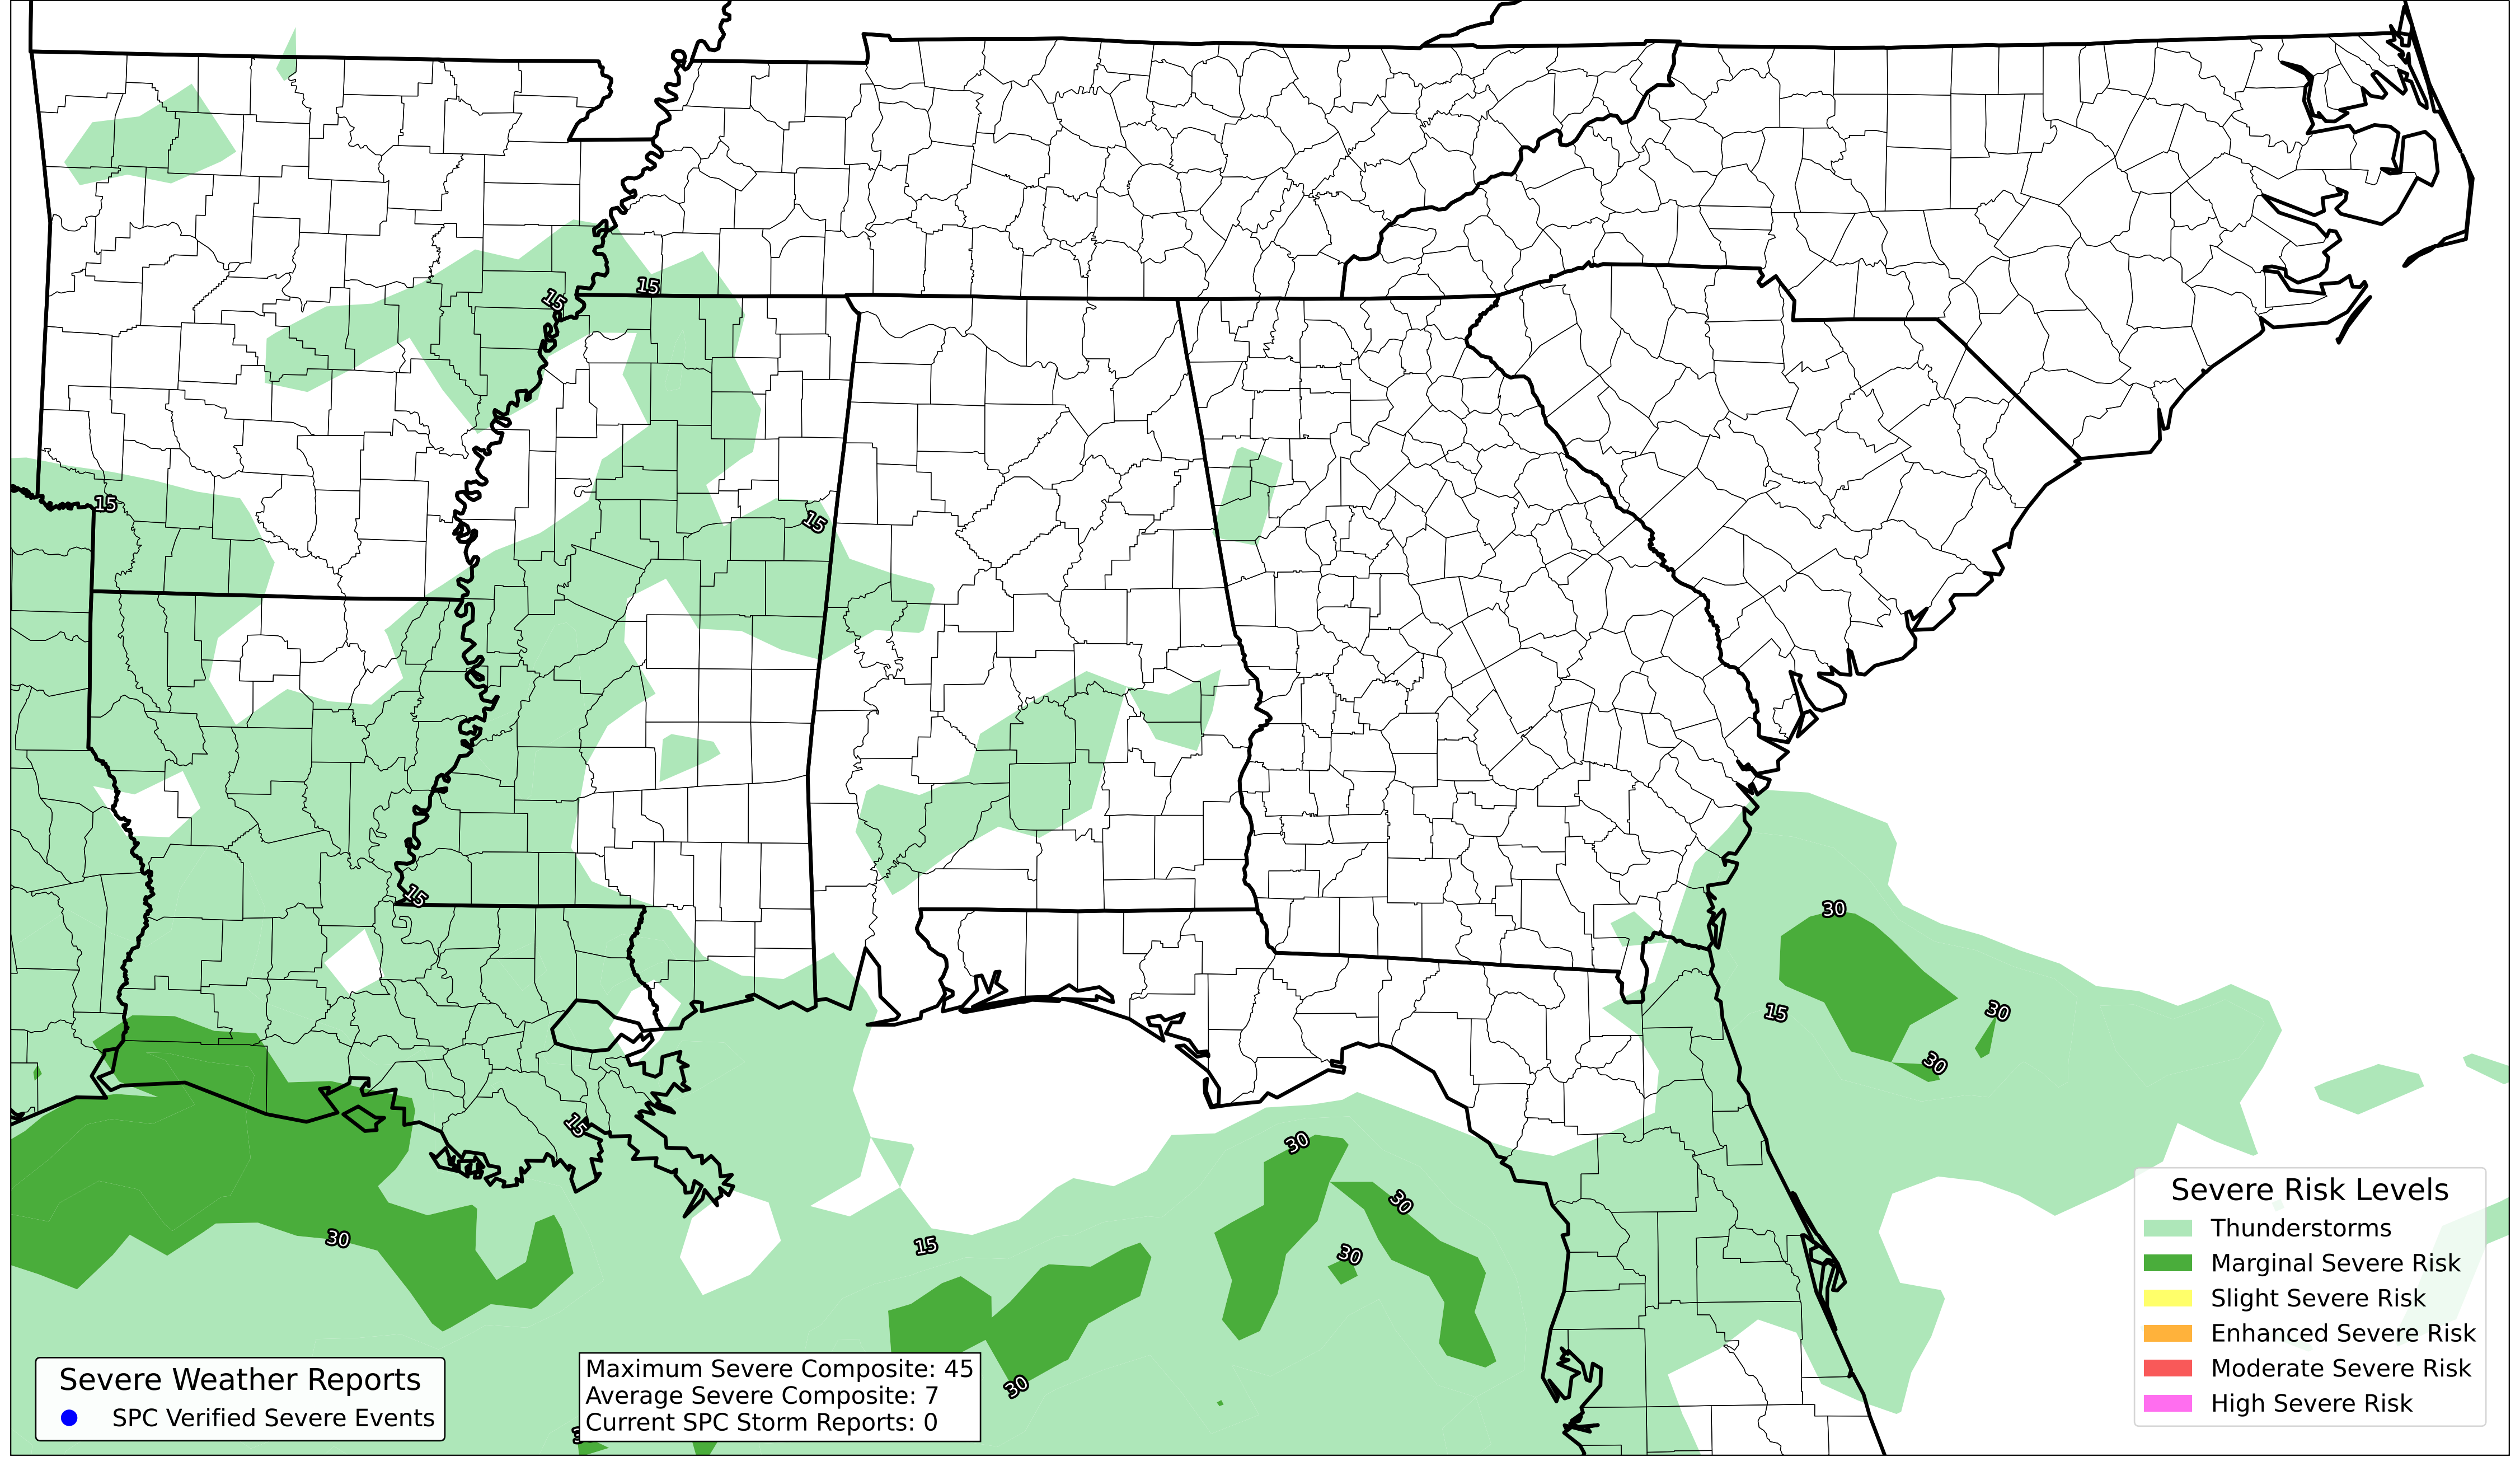 15
15
15
15
15
30
15
30
30
15
30
30
30
15
30
30
Severe Risk Levels
Thunderstorms
Marginal Severe Risk
Slight Severe Risk
Enhanced Severe Risk
Moderate Severe Risk
High Severe Risk
Severe Weather Reports
SPC Verified Severe Events
Maximum Severe Composite: 45
Average Severe Composite: 7
Current SPC Storm Reports: 0